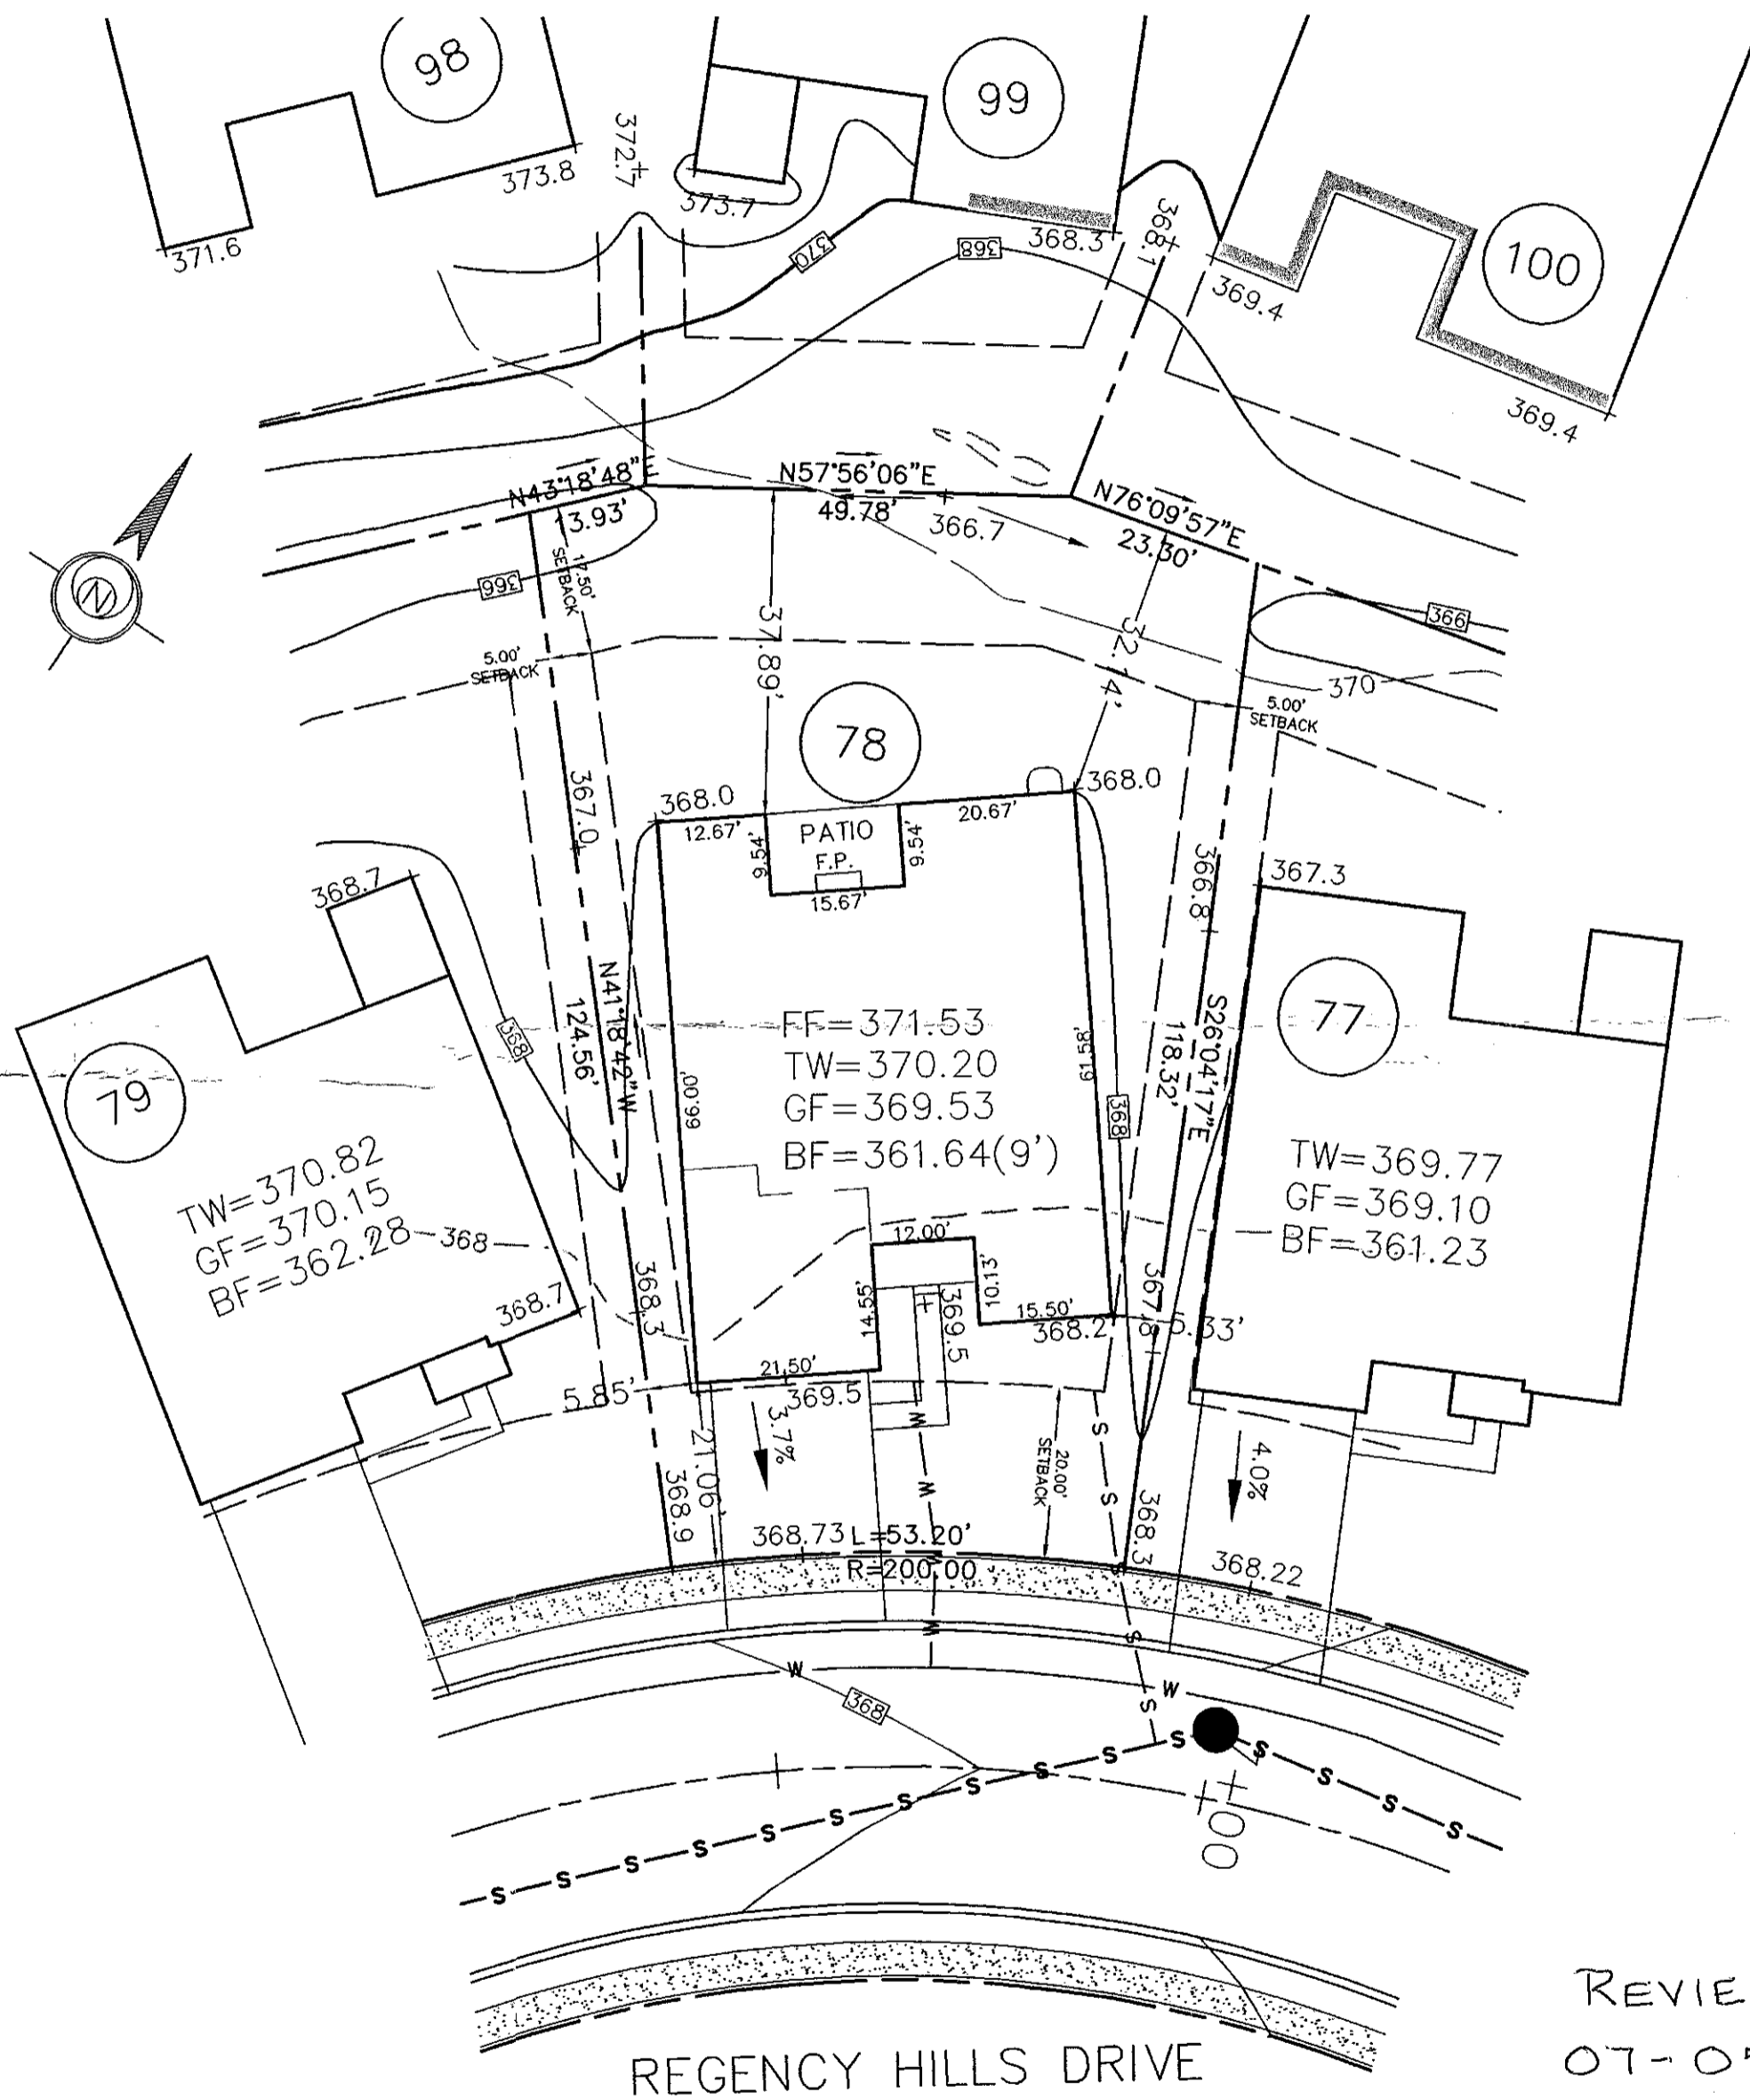 98
99
100
372.7
373.8
373.7
371.6
370
368
368.3
368.1
369.4
369.4
N43°18'48"E
13.93'
N57°56'06"E
49.78'
366.7
N76°09'57"E
23.30'
N
366
17.50'
SETBACK
5.00'
SETBACK
37.89'
32.14'
366
370
5.00'
SETBACK
78
367.0
368.0
368.0
12.67'
PATIO
F.P.
9.54'
9.54'
15.67'
20.67'
366.8
367.3
368.7
368
N41°18'42"W
124.56'
66.00'
FF=371.53
TW=370.20
GF=369.53
BF=361.64(9')
61.58'
368
S26°04'17"E
118.32'
77
79
TW=370.82
GF=370.15
BF=362.28
TW=369.77
GF=369.10
BF=361.23
368
368.7
368.3
12.00'
14.55'
10.13'
369.5
15.50'
368.2
367.8
5.33'
21.50'
369.5
5.85'
3.7%
21.06'
368.9
20.00'
SETBACK
368.3
4.0%
368.73 L=53.20'
R=200.00
368.22
W
W
W
W
S
S
S
S
S
W
W
368
S S S S S S S S S S S
S S S S
+00
REGENCY HILLS DRIVE
REVIE
07-0